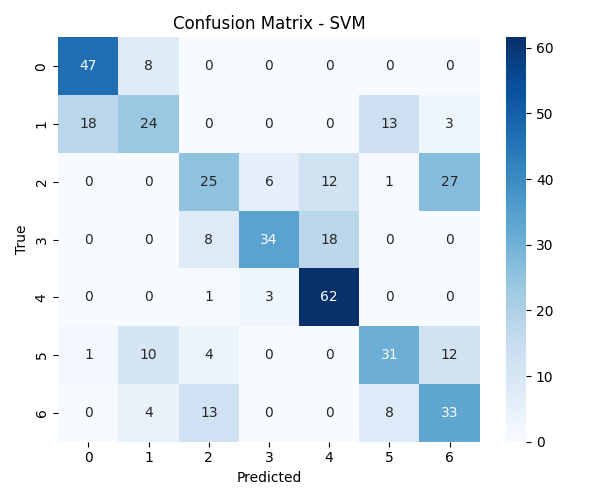 Confusion Matrix - SVM
True
0 47 8 0 0 0 0 0
1 18 24 0 0 0 13 3
2 0 0 25 6 12 1 27
3 0 0 8 34 18 0 0
4 0 0 1 3 62 0 0
5 1 10 4 0 0 31 12
6 0 4 13 0 0 8 33
0 1 2 3 4 5 6
Predicted
60
50
40
30
20
10
0